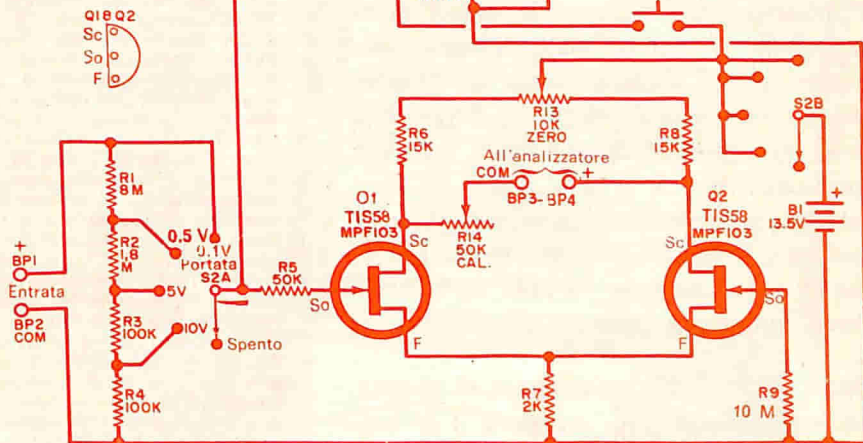 Q1 8 Q2
Sc
So
F
R13
10K
ZERO
R6
15K
R8
15K
All'analizzatore
COM
+
BP3-BP4
S2B
R1
8M
R2
1,8
M
0.5 V
0.1V
Portata
S2A
Q1
TIS58
MPF103
Sc
R14
50K
CAL.
Q2
TIS58
MPF103
Sc
+
B1
13.5V
+
BP1
Entrata
BP2
COM
5V
R5
50K
So
So
R3
100K
10V
Spento
F
F
R4
100K
R7
2K
R9
10 M